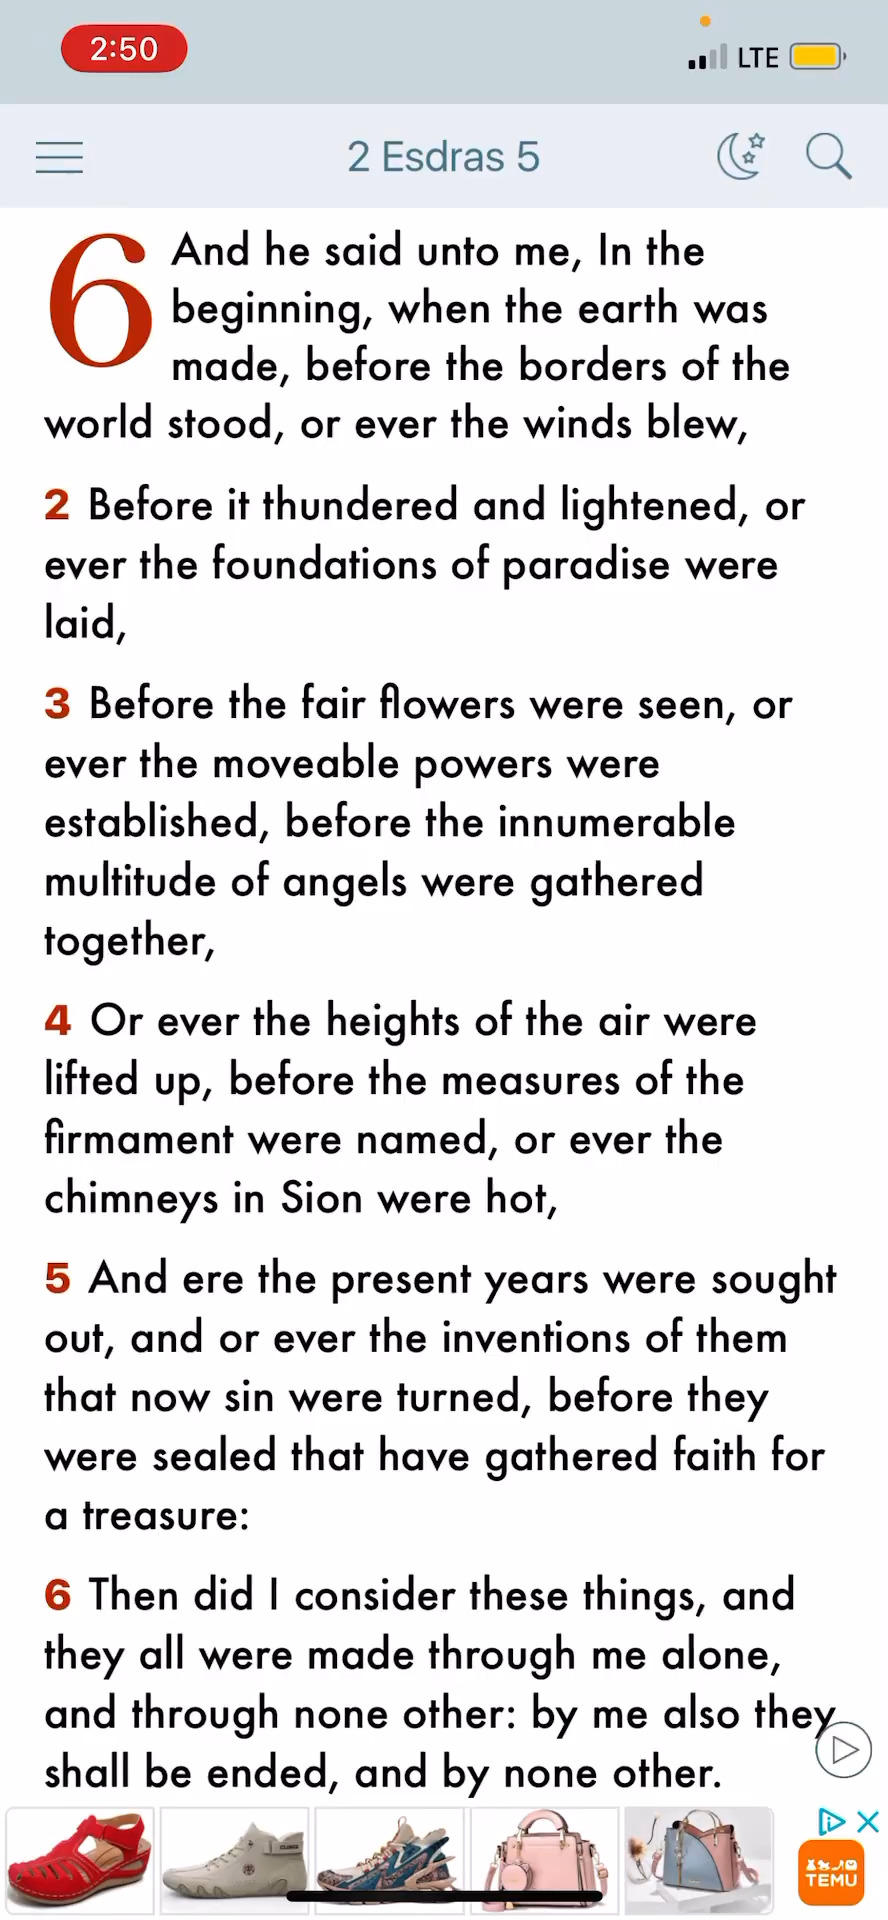 2:50
LTE
2 Esdras 5
6 And he said unto me, In the
beginning, when the earth was
made, before the borders of the
world stood, or ever the winds blew,
2 Before it thundered and lightened, or
ever the foundations of paradise were
laid,
3 Before the fair flowers were seen, or
ever the moveable powers were
established, before the innumerable
multitude of angels were gathered
together,
4 Or ever the heights of the air were
lifted up, before the measures of the
firmament were named, or ever the
chimneys in Sion were hot,
5 And ere the present years were sought
out, and or ever the inventions of them
that now sin were turned, before they
were sealed that have gathered faith for
a treasure:
6 Then did I consider these things, and
they all were made through me alone,
and through none other: by me also they
shall be ended, and by none other.
TEMU